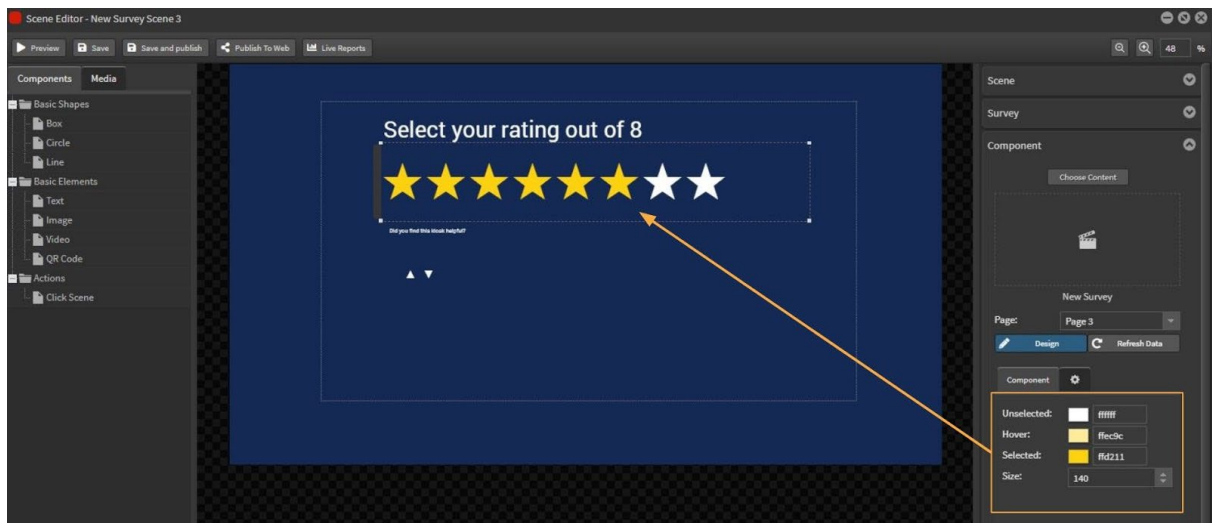 Scene Editor - New Survey Scene 3
Preview Save Save and publish Publish To Web Live Reports 48 %
Components Media
Basic Shapes
Box
Circle
Line
Basic Elements
Text
Image
Video
QR Code
Actions
Click Scene
Select your rating out of 8
Did you find this kiosk helpful?
Scene
Survey
Component
Choose Content
New Survey
Page: Page 3
Design Refresh Data
Component
Unselected: ffffff
Hover: ffec9c
Selected: ffd211
Size: 140